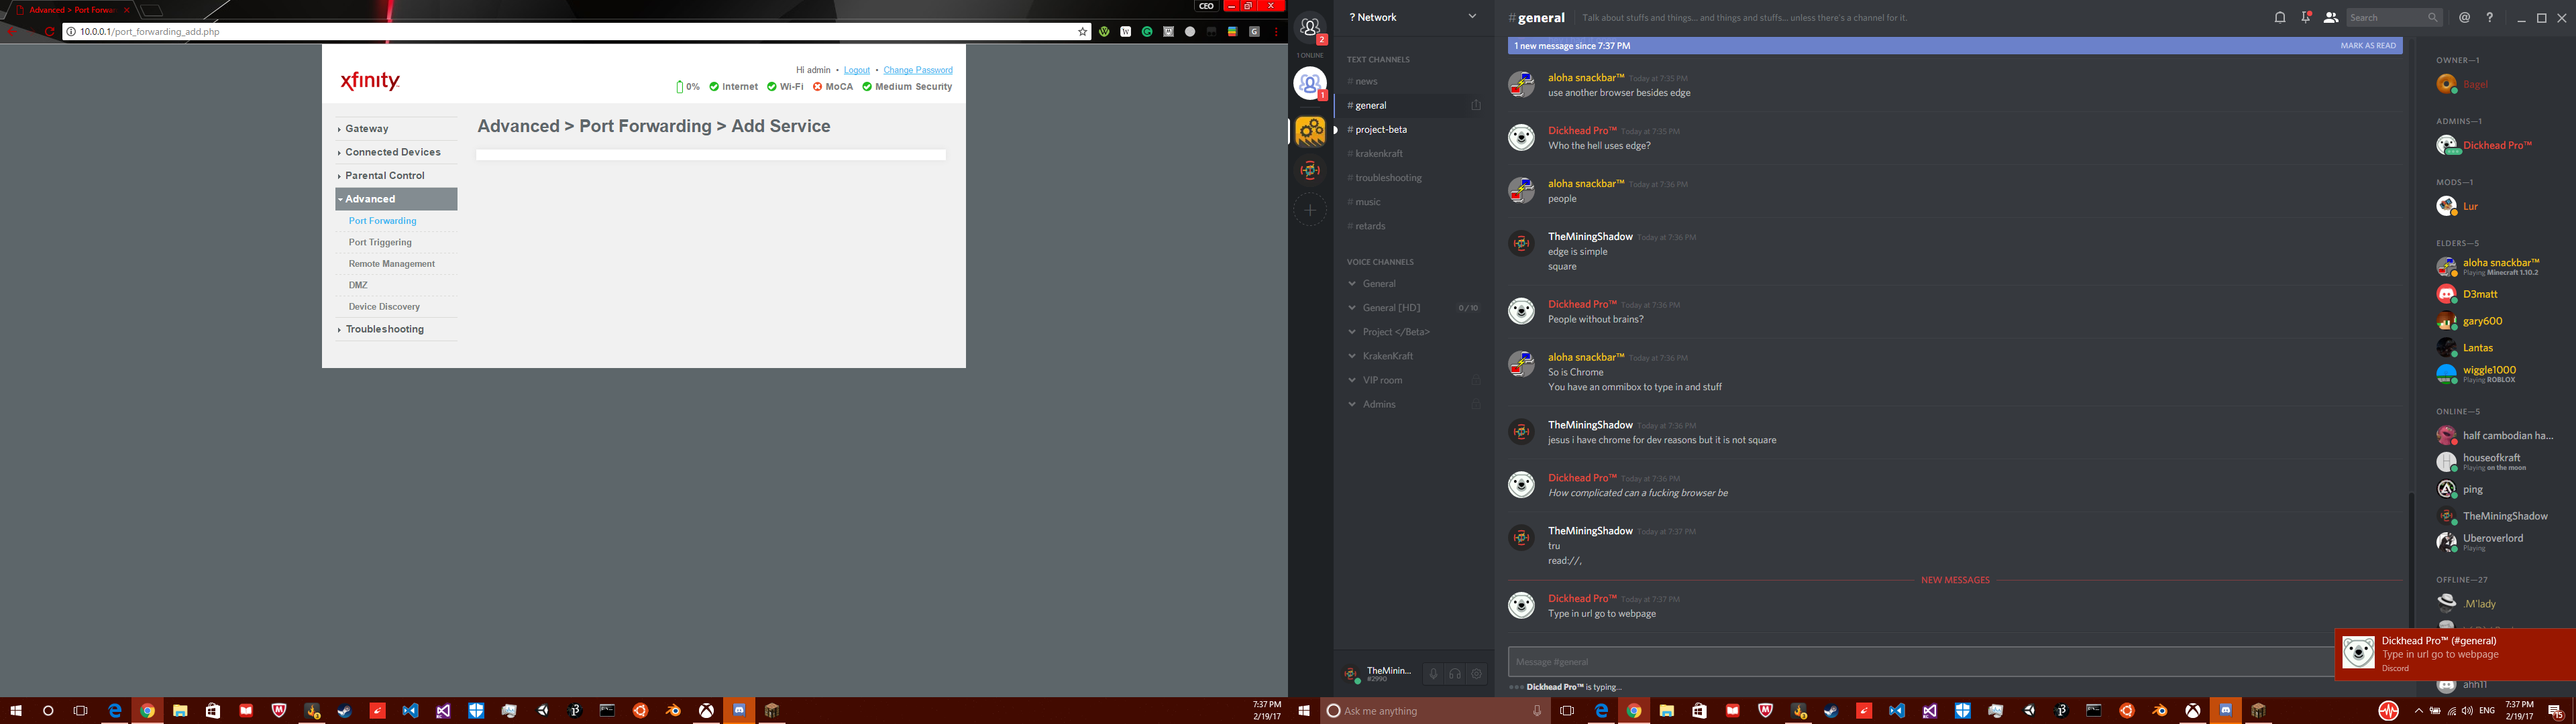 Advanced > Port Forw
CEO
10.0.0.1/port_forwarding_add.php
xfinity
Hi admin • Logout • Change Password
0% Internet Wi-Fi MoCA Medium Security
Gateway
Connected Devices
Parental Control
Advanced
Port Forwarding
Port Triggering
Remote Management
DMZ
Device Discovery
Troubleshooting
Advanced > Port Forwarding > Add Service
7:37 PM
2/19/17
2
1 ONLINE
1
? Network
TEXT CHANNELS
# news
# general
# project-beta
# krakenkraft
# troubleshooting
# music
# retards
VOICE CHANNELS
General
General [HD] 0/10
Project </Beta>
KrakenKraft
VIP room
Admins
TheMinin...
#2990
# general
Talk about stuffs and things... and things and stuffs... unless there's a channel for it.
Search
1 new message since 7:37 PM MARK AS READ
aloha snackbar™ Today at 7:35 PM
use another browser besides edge
Dickhead Pro™ Today at 7:35 PM
Who the hell uses edge?
aloha snackbar™ Today at 7:36 PM
people
TheMiningShadow Today at 7:36 PM
edge is simple
square
Dickhead Pro™ Today at 7:36 PM
People without brains?
aloha snackbar™ Today at 7:36 PM
So is Chrome
You have an ommibox to type in and stuff
TheMiningShadow Today at 7:36 PM
jesus i have chrome for dev reasons but it is not square
Dickhead Pro™ Today at 7:36 PM
How complicated can a fucking browser be
TheMiningShadow Today at 7:37 PM
tru
read://,
NEW MESSAGES
Dickhead Pro™ Today at 7:37 PM
Type in url go to webpage
Message #general
Dickhead Pro™ is typing...
OWNER—1
Bagel
ADMINS—1
Dickhead Pro™
MODS—1
Lur
ELDERS—5
aloha snackbar™
Playing Minecraft 1.10.2
D3matt
gary600
Lantas
wiggle1000
Playing ROBLOX
ONLINE—5
half cambodian ha...
houseofkraft
Playing on the moon
ping
TheMiningShadow
Uberoverlord
Playing
OFFLINE—27
.M'lady
Dickhead Pro™ (#general)
Type in url go to webpage
Discord
ahh11
Ask me anything
ENG
7:37 PM
2/19/17
15